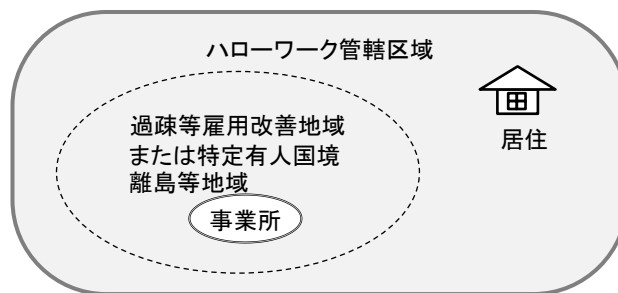 ハローワーク管轄区域
過疎等雇用改善地域
または特定有人国境
離島等地域
事業所
居住